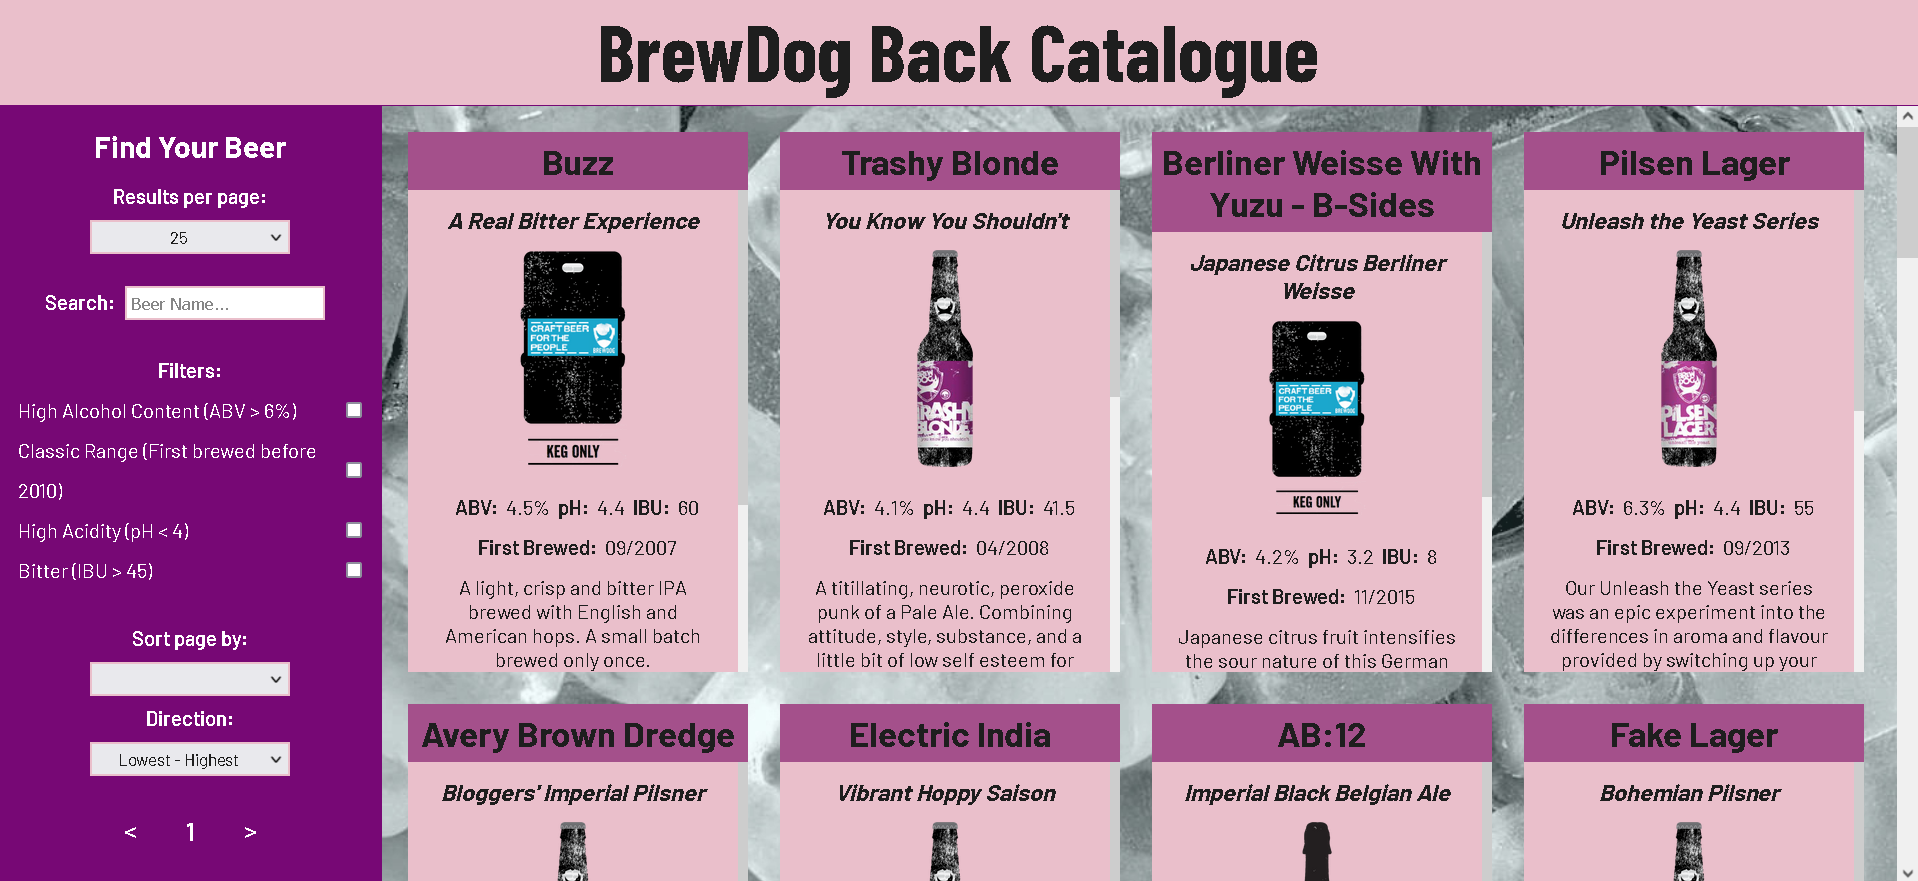 BrewDog Back Catalogue
Find Your Beer
Results per page:
25
Search: Beer Name...
Filters:
High Alcohol Content (ABV > 6%)
Classic Range (First brewed before
2010)
High Acidity (pH < 4)
Bitter (IBU > 45)
Sort page by:
Direction:
Lowest - Highest
< 1 >
Buzz
A Real Bitter Experience
CRAFT BEER
FOR THE
PEOPLE
BREWDOG
KEG ONLY
ABV: 4.5% pH: 4.4 IBU: 60
First Brewed: 09/2007
A light, crisp and bitter IPA
brewed with English and
American hops. A small batch
brewed only once.
Trashy Blonde
You Know You Shouldn't
TRASHY
BLONDE
you know you shouldn't
ABV: 4.1% pH: 4.4 IBU: 41.5
First Brewed: 04/2008
A titillating, neurotic, peroxide
punk of a Pale Ale. Combining
attitude, style, substance, and a
little bit of low self esteem for
Berliner Weisse With
Yuzu - B-Sides
Japanese Citrus Berliner
Weisse
CRAFT BEER
FOR THE
PEOPLE
BREWDOG
KEG ONLY
ABV: 4.2% pH: 3.2 IBU: 8
First Brewed: 11/2015
Japanese citrus fruit intensifies
the sour nature of this German
Pilsen Lager
Unleash the Yeast Series
PILSEN
LAGER
ABV: 6.3% pH: 4.4 IBU: 55
First Brewed: 09/2013
Our Unleash the Yeast series
was an epic experiment into the
differences in aroma and flavour
provided by switching up your
Avery Brown Dredge
Bloggers' Imperial Pilsner
Electric India
Vibrant Hoppy Saison
AB:12
Imperial Black Belgian Ale
Fake Lager
Bohemian Pilsner